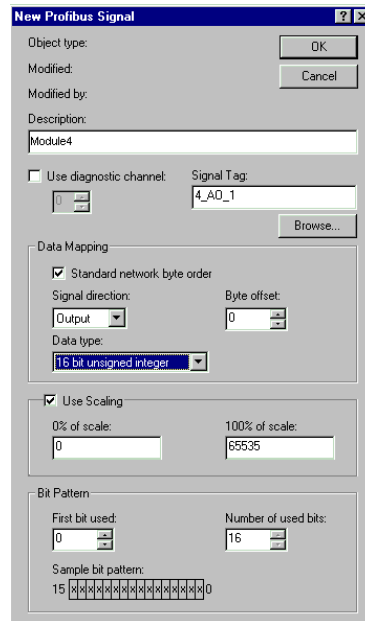 New Profibus Signal
Object type:
OK
Modified:
Cancel
Modified by:
Description:
Module4
Use diagnostic channel:
Signal Tag:
0
4_AO_1
Browse...
Data Mapping
Standard network byte order
Signal direction:
Byte offset:
Output
0
Data type:
16 bit unsigned integer
Use Scaling
0% of scale:
100% of scale:
0
65535
Bit Pattern
First bit used:
Number of used bits:
0
16
Sample bit pattern:
15 xxxxxxxxxxxxxxxx 0